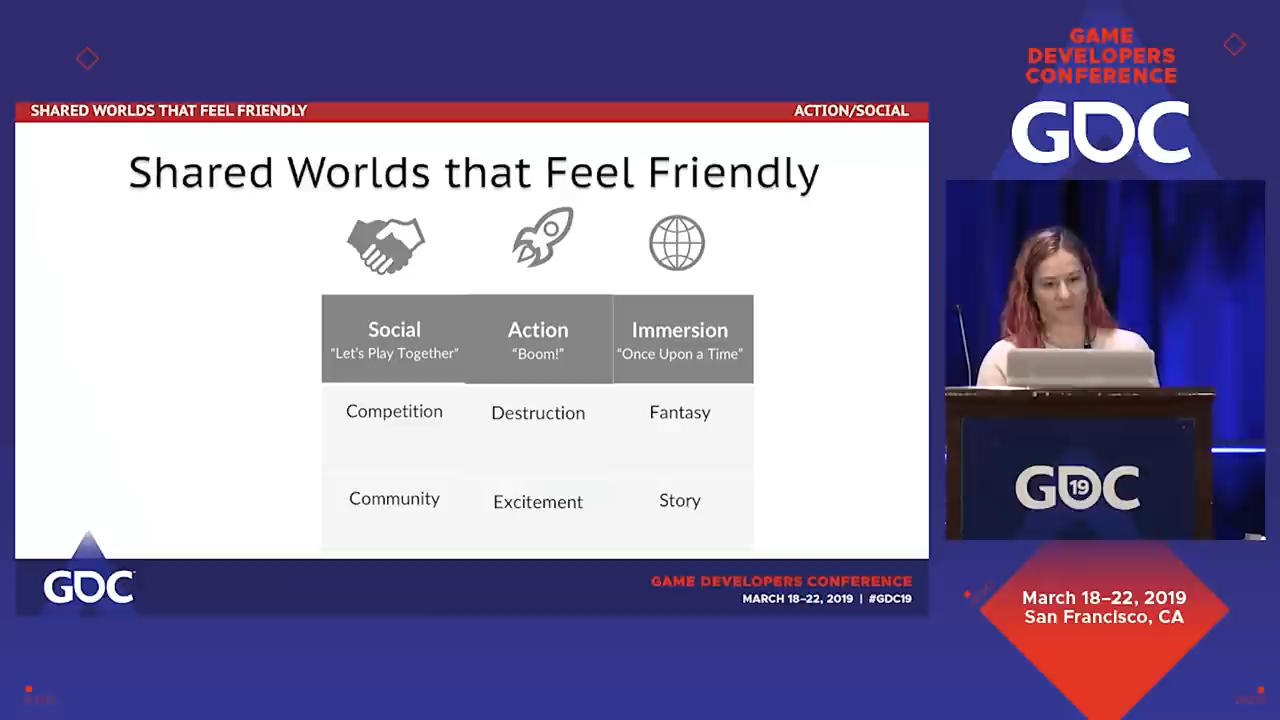 GAME
DEVELOPERS
CONFERENCE
GDC
SHARED WORLDS THAT FEEL FRIENDLY
ACTION/SOCIAL
Shared Worlds that Feel Friendly
Social
Action
Immersion
“Let’s Play Together”
“Boom!”
“Once Upon a Time”
Competition
Destruction
Fantasy
Community
Excitement
Story
GDC
GAME DEVELOPERS CONFERENCE
MARCH 18–22, 2019 | #GDC19
GDC
19
March 18–22, 2019
San Francisco, CA